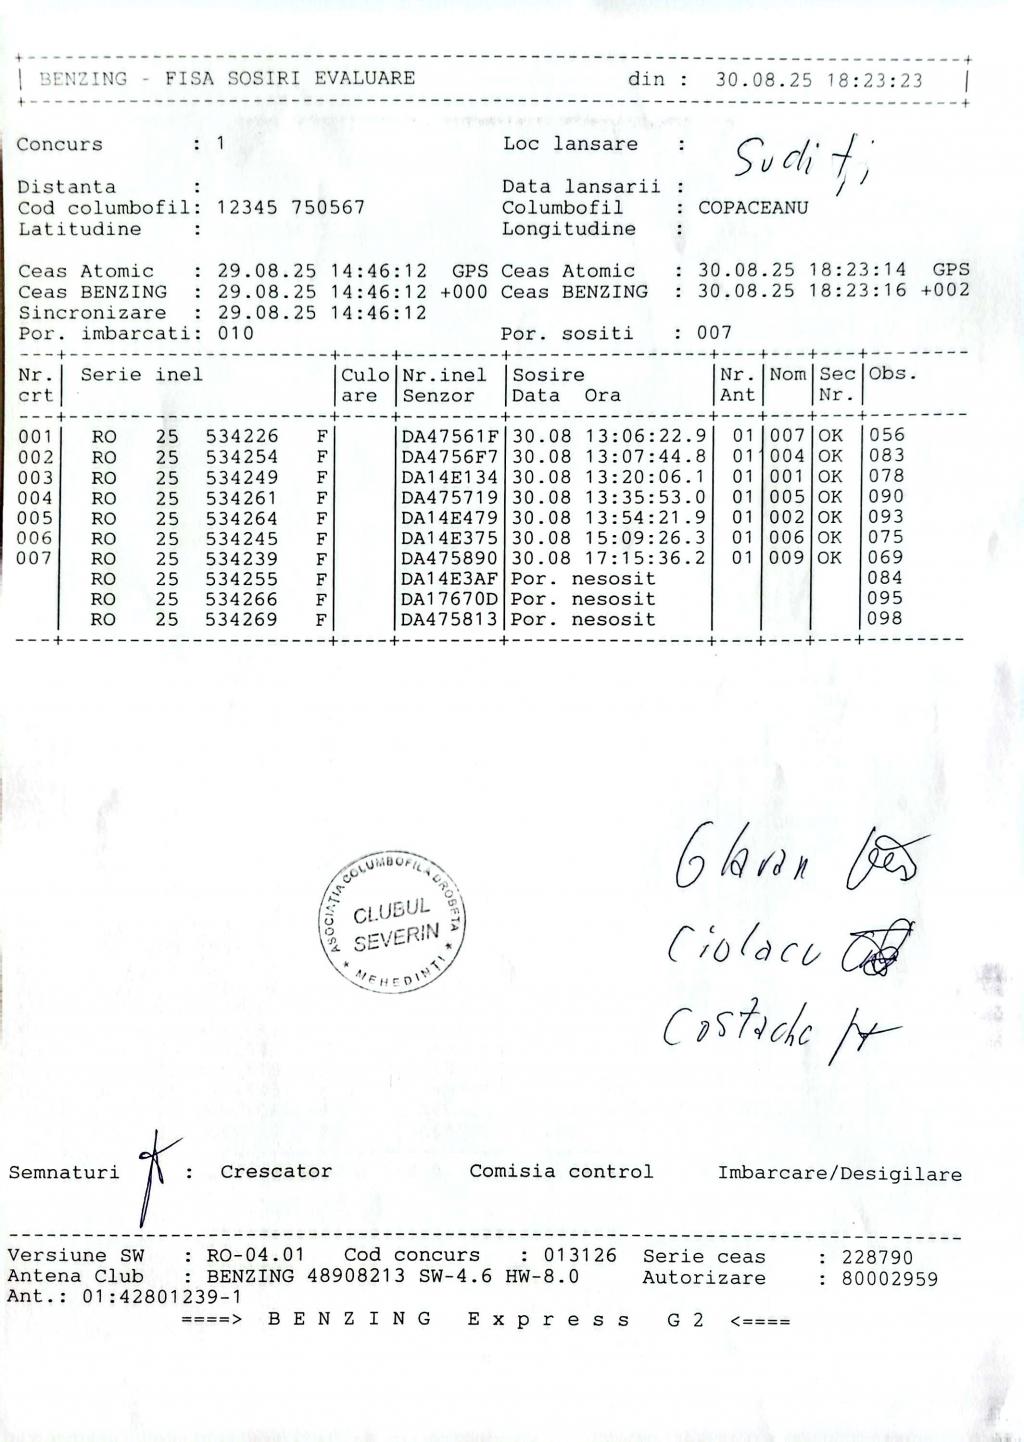 BENZING - FISA SOSIRI EVALUARE din : 30.08.25 18:23:23
Concurs : 1 Loc lansare : Sudiți
Distanta : Data lansarii :
Cod columbofil: 12345 750567 Columbofil : COPACEANU
Latitudine : Longitudine :
Ceas Atomic : 29.08.25 14:46:12 GPS Ceas Atomic : 30.08.25 18:23:14 GPS
Ceas BENZING : 29.08.25 14:46:12 +000 Ceas BENZING : 30.08.25 18:23:16 +002
Sincronizare : 29.08.25 14:46:12
Por. imbarcati: 010 Por. sositi : 007
Nr. Serie inel Culo Nr.inel Sosire Nr. Nom Sec Obs.
crt are Senzor Data Ora Ant Nr.
001 RO 25 534226 F DA47561F 30.08 13:06:22.9 01 007 OK 056
002 RO 25 534254 F DA4756F7 30.08 13:07:44.8 01 004 OK 083
003 RO 25 534249 F DA14E134 30.08 13:20:06.1 01 001 OK 078
004 RO 25 534261 F DA475719 30.08 13:35:53.0 01 005 OK 090
005 RO 25 534264 F DA14E479 30.08 13:54:21.9 01 002 OK 093
006 RO 25 534245 F DA14E375 30.08 15:09:26.3 01 006 OK 075
007 RO 25 534239 F DA475890 30.08 17:15:36.2 01 009 OK 069
RO 25 534255 F DA14E3AF Por. nesosit 084
RO 25 534266 F DA17670D Por. nesosit 095
RO 25 534269 F DA475813 Por. nesosit 098
ASOCIAȚIA COLUMBOFILA DROBETA
CLUBUL
SEVERIN
* MEHEDINȚI *
Glavan
Ciolacu
Costache
Semnaturi : Crescator Comisia control Imbarcare/Desigilare
Versiune SW : RO-04.01 Cod concurs : 013126 Serie ceas : 228790
Antena Club : BENZING 48908213 SW-4.6 HW-8.0 Autorizare : 80002959
Ant.: 01:42801239-1
====> B E N Z I N G E x p r e s s G 2 <====